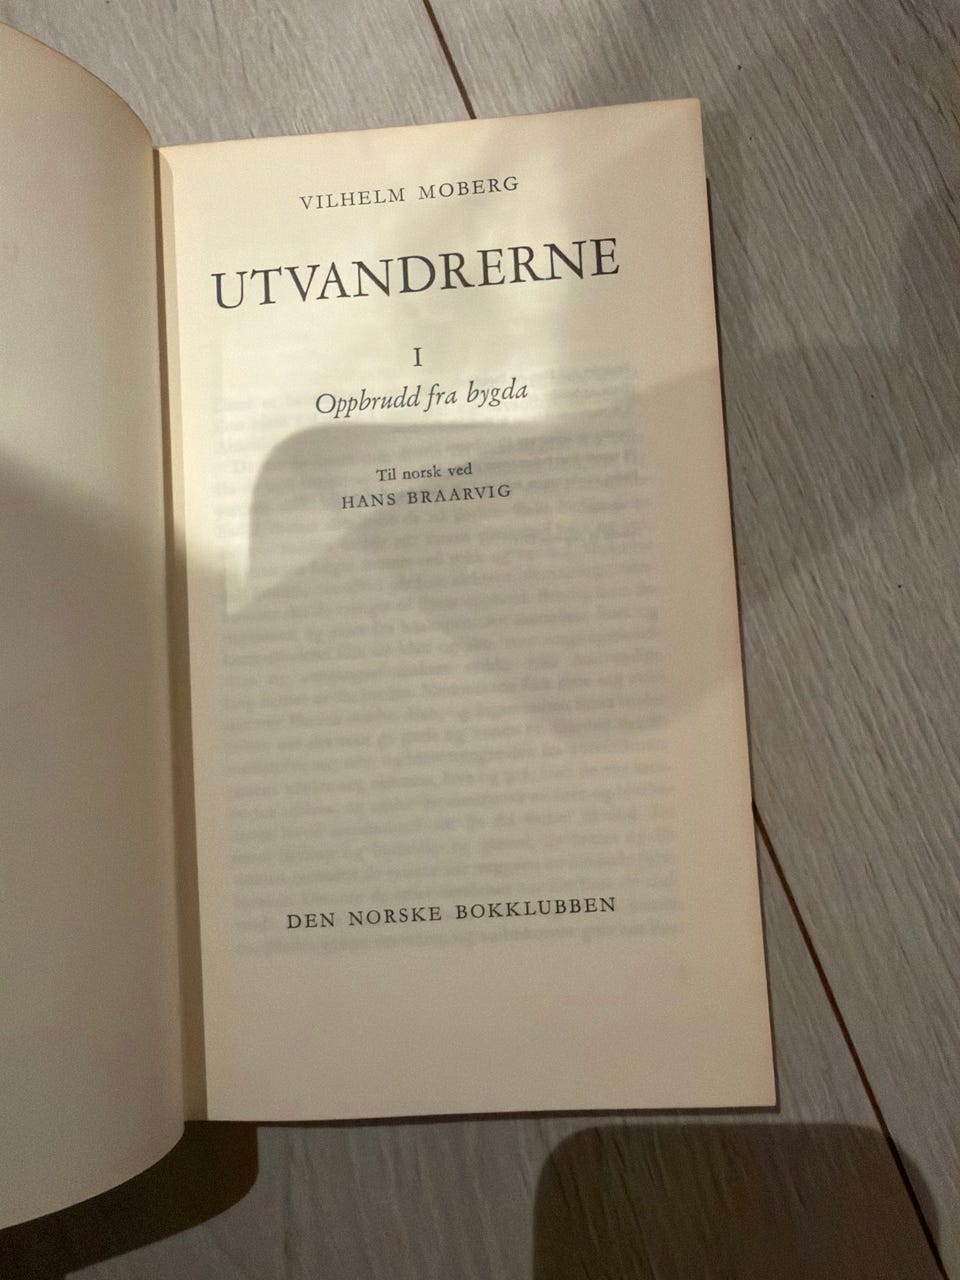 VILHELM MOBERG
UTVANDRERNE
I
Oppbrudd fra bygda
Til norsk ved
HANS BRAARVIG
DEN NORSKE BOKKLUBBEN